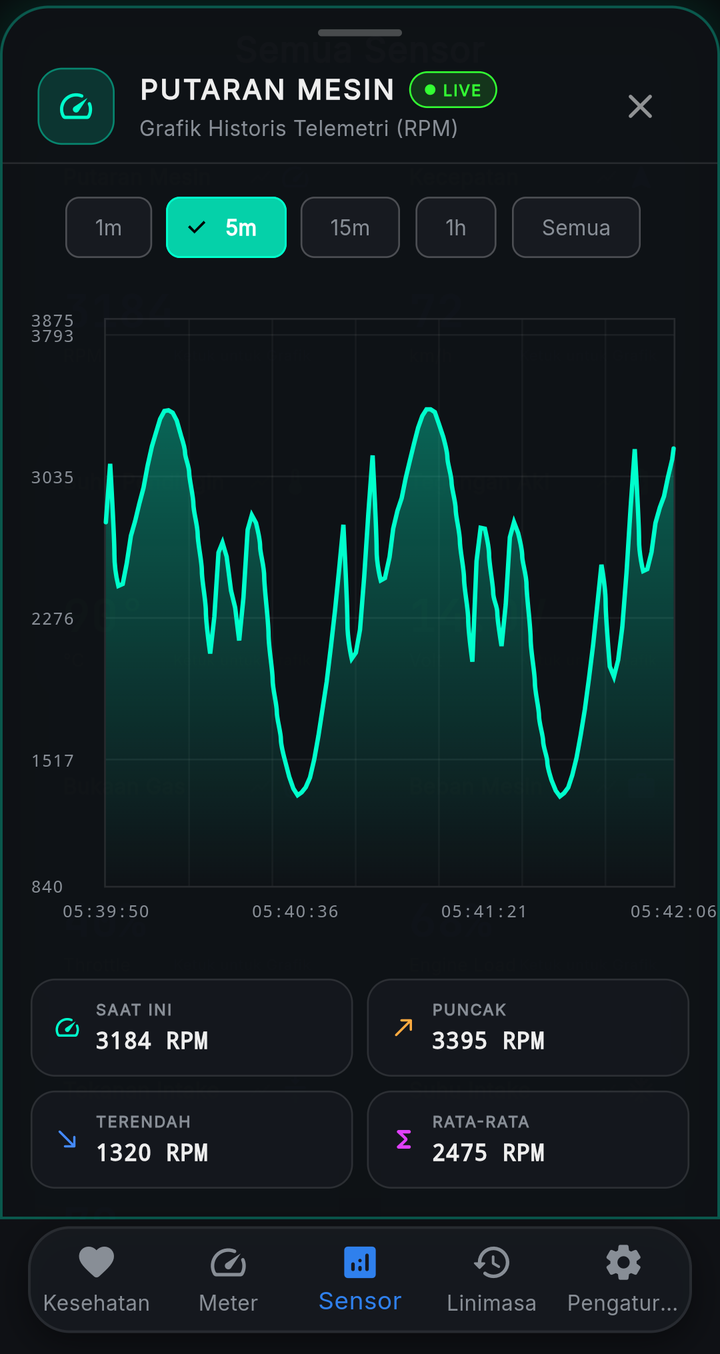 Semua Sensor
PUTARAN MESIN
LIVE
Grafik Historis Telemetri (RPM)
1m
5m
15m
1h
Semua
3875
3793
3035
2276
1517
840
05:39:50
05:40:36
05:41:21
05:42:06
SAAT INI
3184 RPM
PUNCAK
3395 RPM
TERENDAH
1320 RPM
RATA-RATA
2475 RPM
Kesehatan
Meter
Sensor
Linimasa
Pengatur...